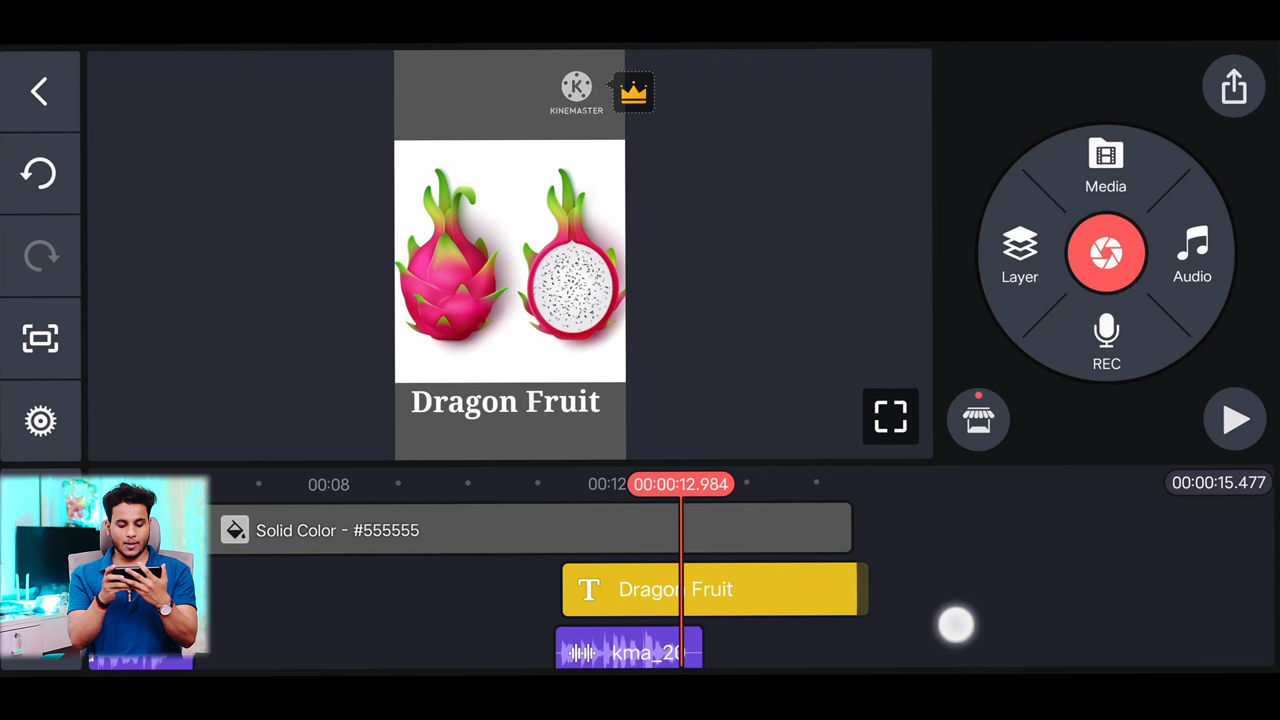 KINEMASTER
Media
Layer
Audio
REC
Dragon Fruit
00:08
00:12
00:00:12.984
00:00:15.477
Solid Color - #555555
T Dragon Fruit
kma_20